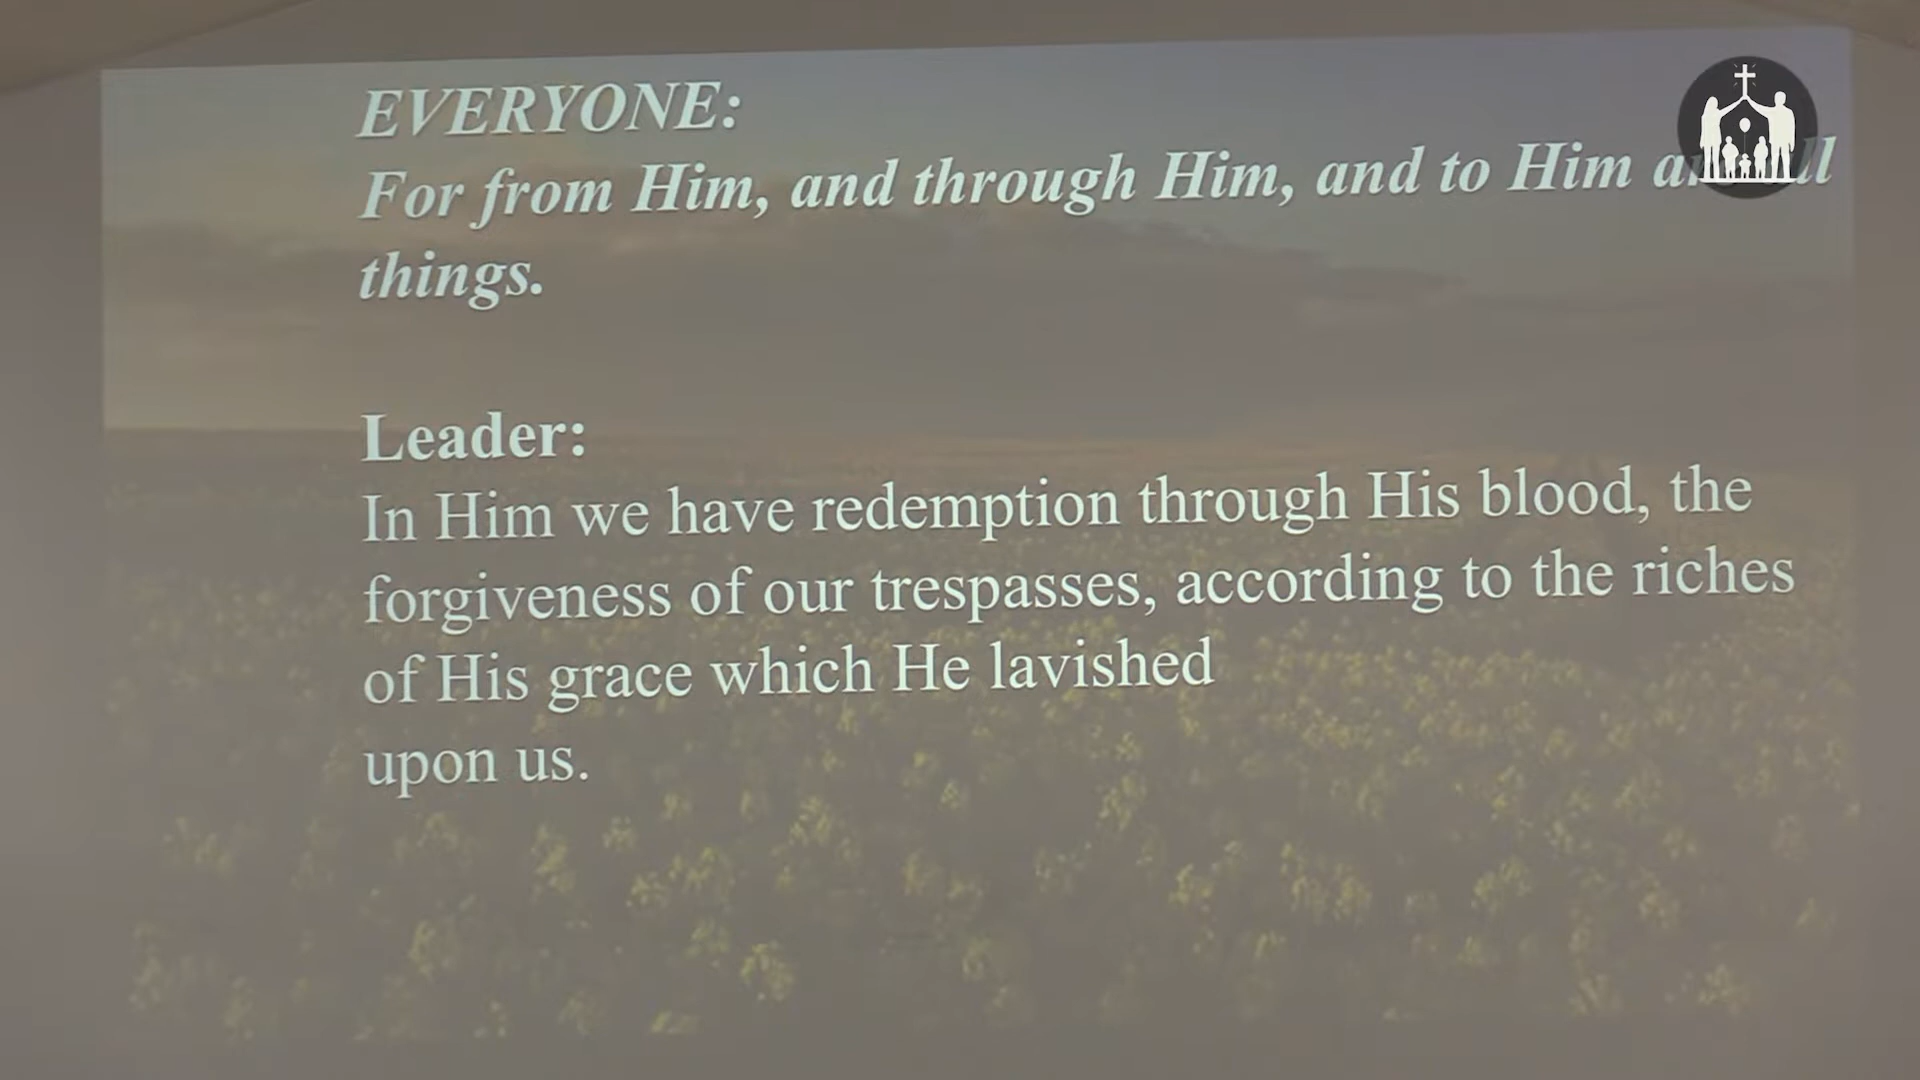 EVERYONE:
For from Him, and through Him, and to Him
things.
Leader:
In Him we have redemption through His blood, the
forgiveness of our trespasses, according to the riches
of His grace which He lavished
upon us.